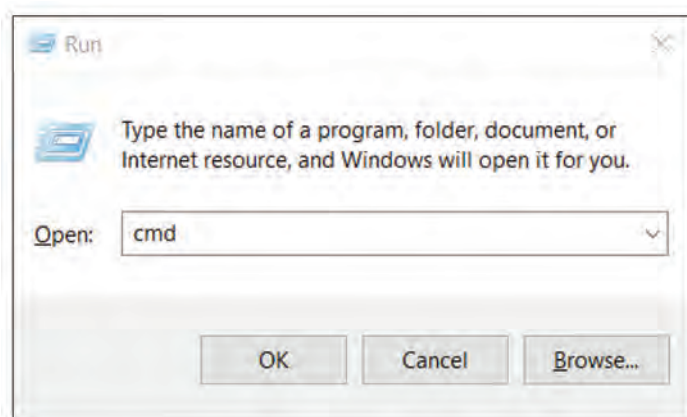 Run
Type the name of a program, folder, document, or
Internet resource, and Windows will open it for you.
Open:
cmd
OK
Cancel
Browse...